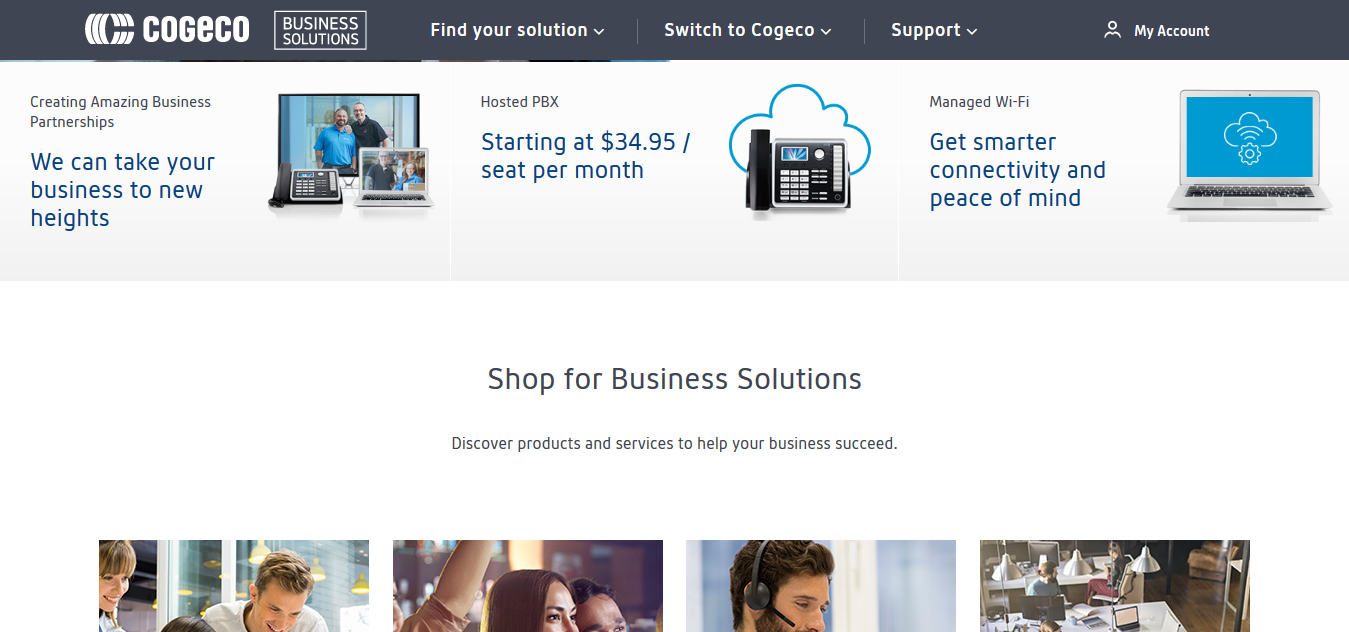 COGECO
BUSINESS
SOLUTIONS
Find your solution
Switch to Cogeco
Support
My Account
Creating Amazing Business
Partnerships
We can take your
business to new
heights
Hosted PBX
Starting at $34.95 /
seat per month
Managed Wi-Fi
Get smarter
connectivity and
peace of mind
Shop for Business Solutions
Discover products and services to help your business succeed.